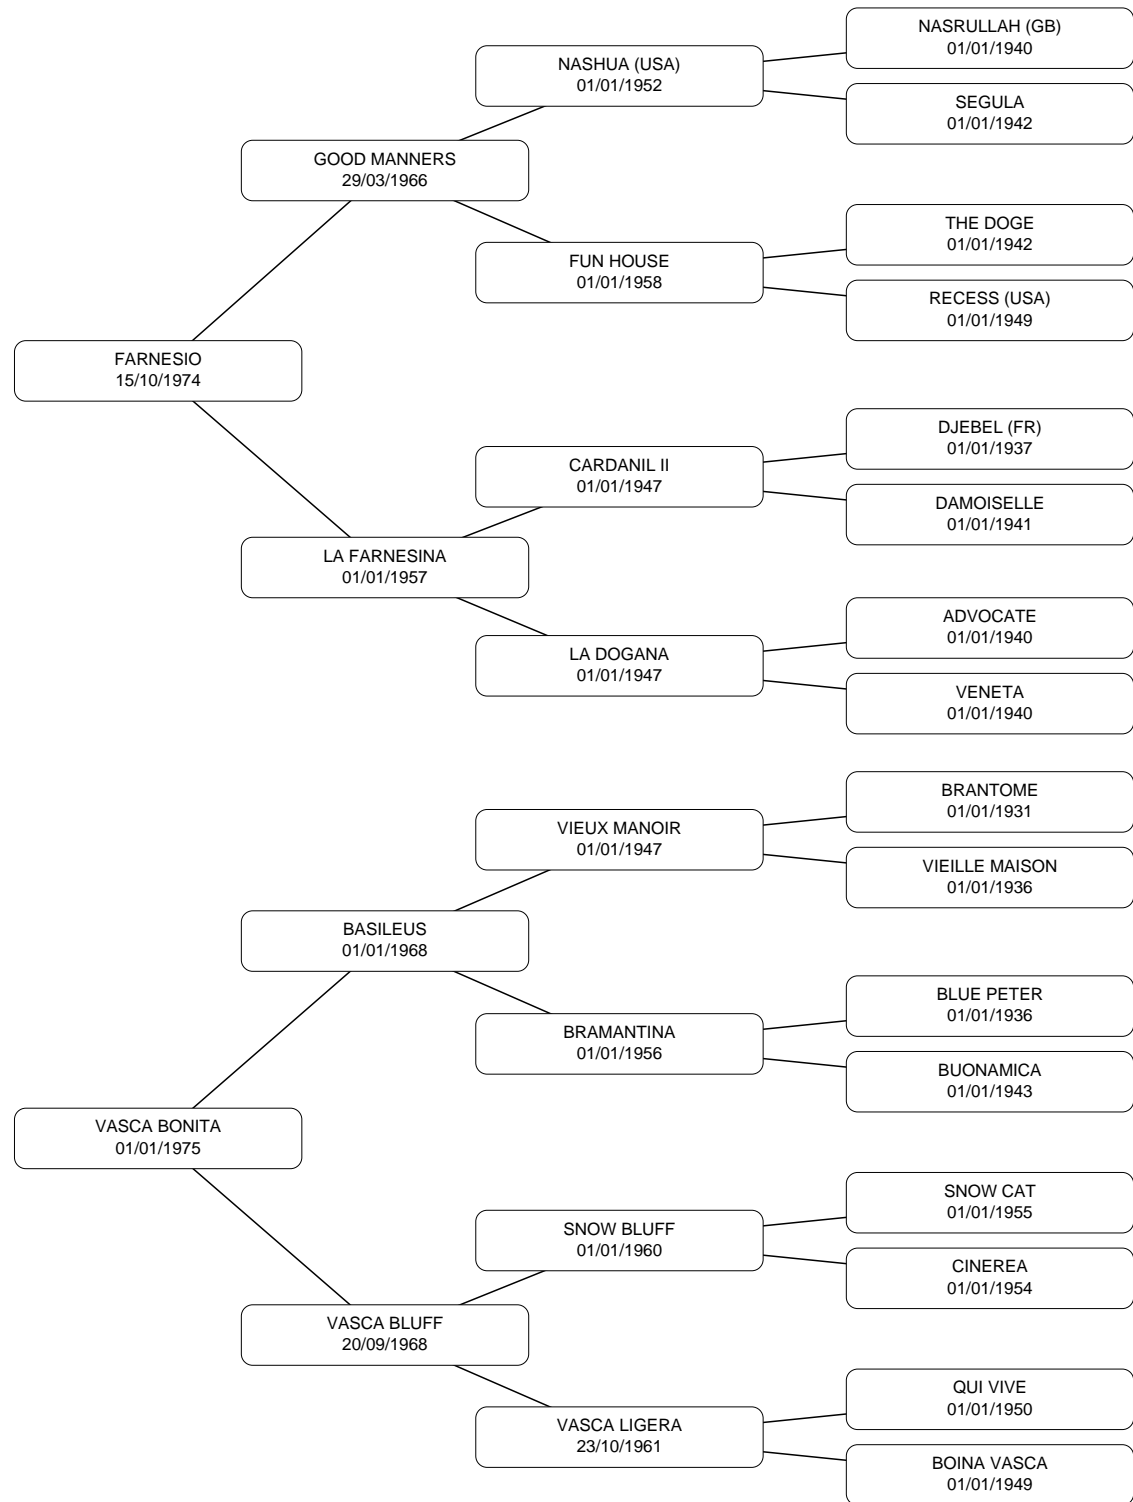 NASRULLAH (GB)
01/01/1940
NASHUA (USA)
01/01/1952
SEGULA
01/01/1942
GOOD MANNERS
29/03/1966
THE DOGE
01/01/1942
FUN HOUSE
01/01/1958
RECESS (USA)
01/01/1949
FARNESIO
15/10/1974
DJEBEL (FR)
01/01/1937
CARDANIL II
01/01/1947
DAMOISELLE
01/01/1941
LA FARNESINA
01/01/1957
ADVOCATE
01/01/1940
LA DOGANA
01/01/1947
VENETA
01/01/1940
BRANTOME
01/01/1931
VIEUX MANOIR
01/01/1947
VIEILLE MAISON
01/01/1936
BASILEUS
01/01/1968
BLUE PETER
01/01/1936
BRAMANTINA
01/01/1956
BUONAMICA
01/01/1943
VASCA BONITA
01/01/1975
SNOW CAT
01/01/1955
SNOW BLUFF
01/01/1960
CINEREA
01/01/1954
VASCA BLUFF
20/09/1968
QUI VIVE
01/01/1950
VASCA LIGERA
23/10/1961
BOINA VASCA
01/01/1949